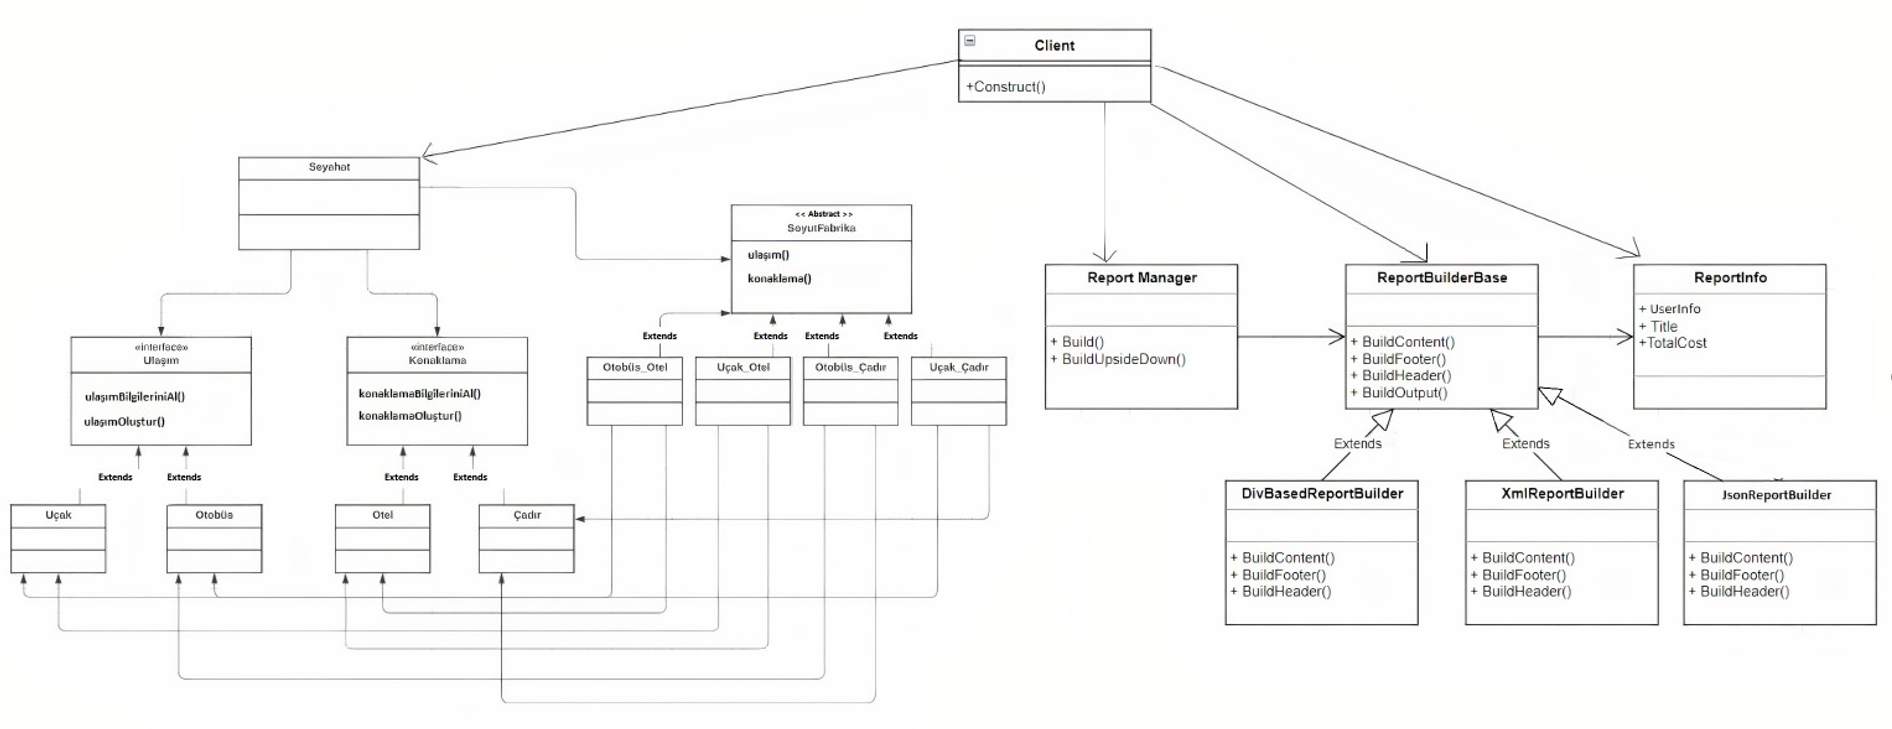 Client
+Construct()
Seyahat
<< Abstract >>
SoyutFabrika
ulaşım()
konaklama()
«interface»
Ulaşım
ulaşımBilgileriniAl()
ulaşımOluştur()
«interface»
Konaklama
konaklamaBilgileriniAl()
konaklamaOluştur()
Extends
Extends
Extends
Extends
Otobüs_Otel
Uçak_Otel
Otobüs_Çadır
Uçak_Çadır
Extends
Extends
Extends
Extends
Uçak
Otobüs
Otel
Çadır
Report Manager
+ Build()
+ BuildUpsideDown()
ReportBuilderBase
+ BuildContent()
+ BuildFooter()
+ BuildHeader()
+ BuildOutput()
ReportInfo
+ UserInfo
+ Title
+TotalCost
Extends
Extends
Extends
DivBasedReportBuilder
+ BuildContent()
+ BuildFooter()
+ BuildHeader()
XmlReportBuilder
+ BuildContent()
+ BuildFooter()
+ BuildHeader()
JsonReportBuilder
+ BuildContent()
+ BuildFooter()
+ BuildHeader()